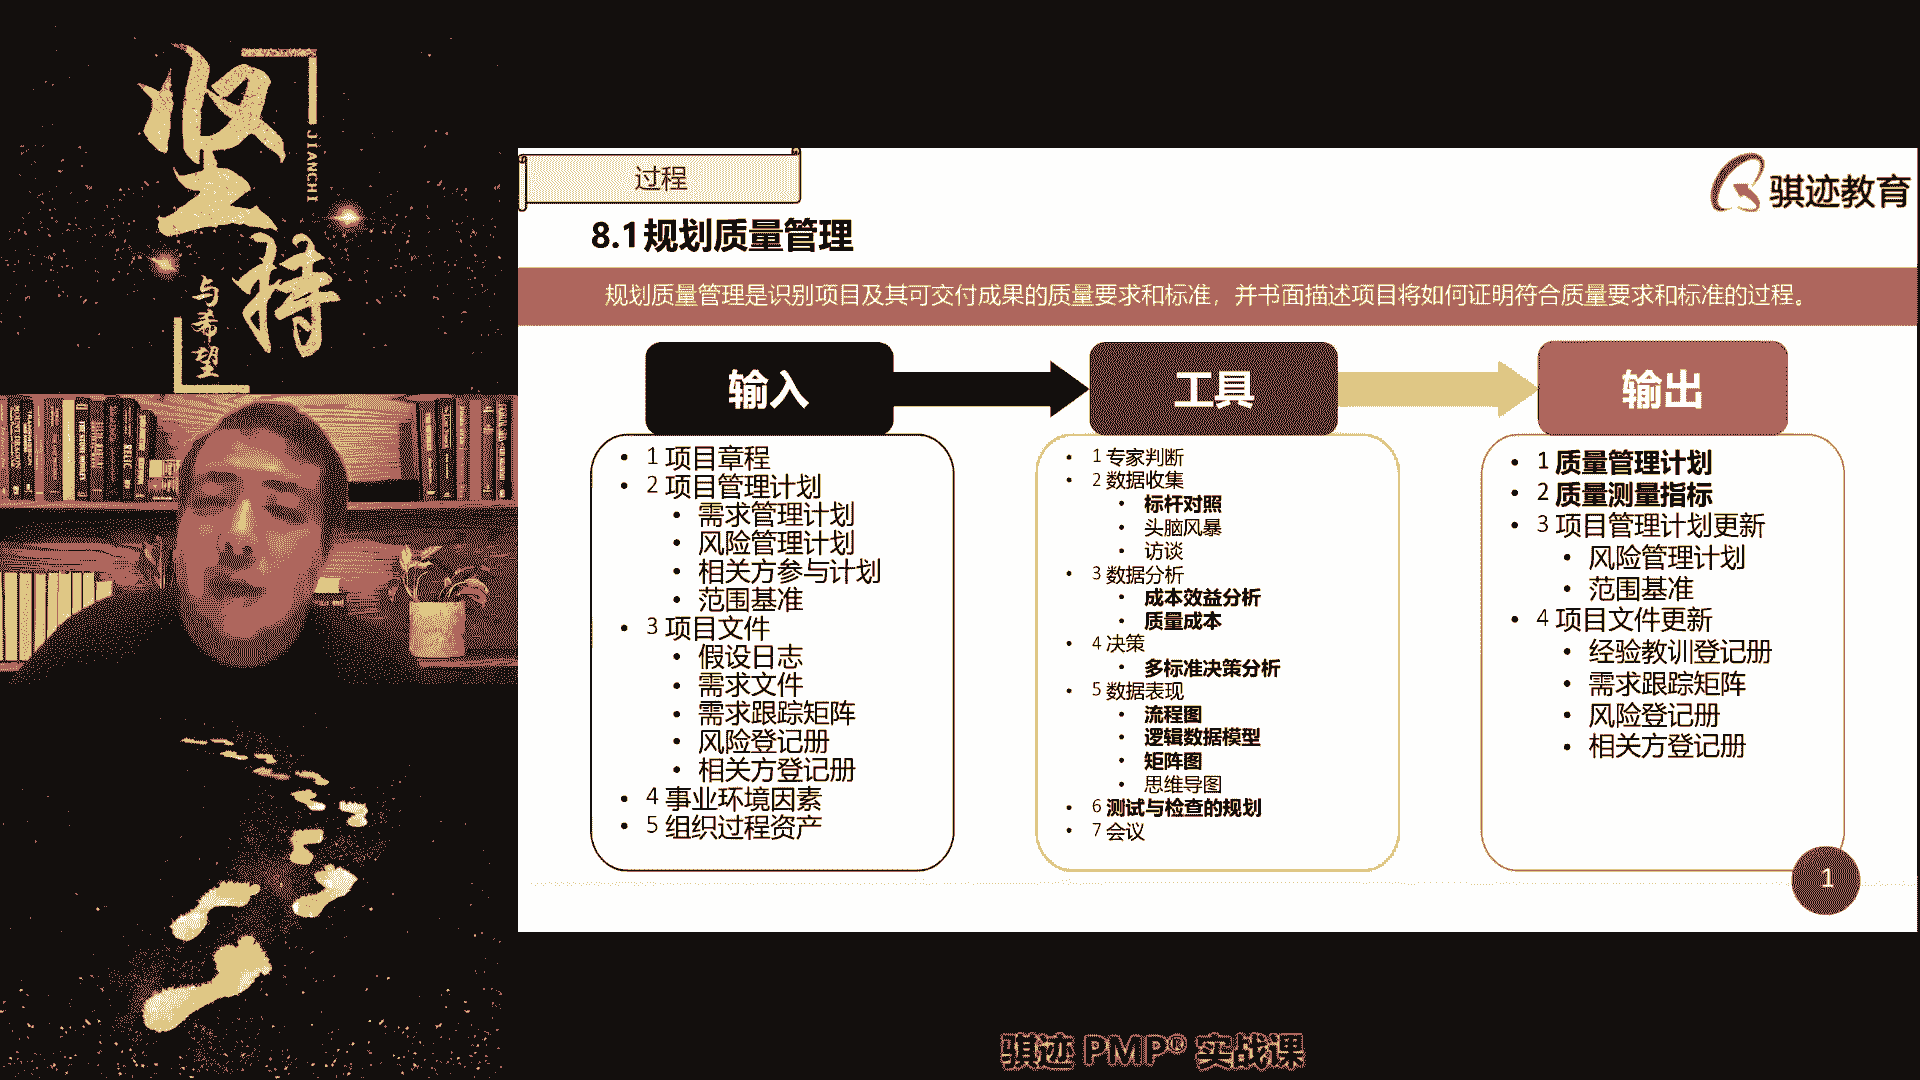 坚持
JIANCHI
与希望
过程
骐迹教育
8.1规划质量管理
规划质量管理是识别项目及其可交付成果的质量要求和标准，并书面描述项目将如何证明符合质量要求和标准的过程。
输入
• 1 项目章程
• 2 项目管理计划
• 需求管理计划
• 风险管理计划
• 相关方参与计划
• 范围基准
• 3 项目文件
• 假设日志
• 需求文件
• 需求跟踪矩阵
• 风险登记册
• 相关方登记册
• 4 事业环境因素
• 5 组织过程资产
工具
• 1 专家判断
• 2 数据收集
• 标杆对照
• 头脑风暴
• 访谈
• 3 数据分析
• 成本效益分析
• 质量成本
• 4 决策
• 多标准决策分析
• 5 数据表现
• 流程图
• 逻辑数据模型
• 矩阵图
• 思维导图
• 6 测试与检查的规划
• 7 会议
输出
• 1 质量管理计划
• 2 质量测量指标
• 3 项目管理计划更新
• 风险管理计划
• 范围基准
• 4 项目文件更新
• 经验教训登记册
• 需求跟踪矩阵
• 风险登记册
• 相关方登记册
1
骐迹 PMP® 实战课